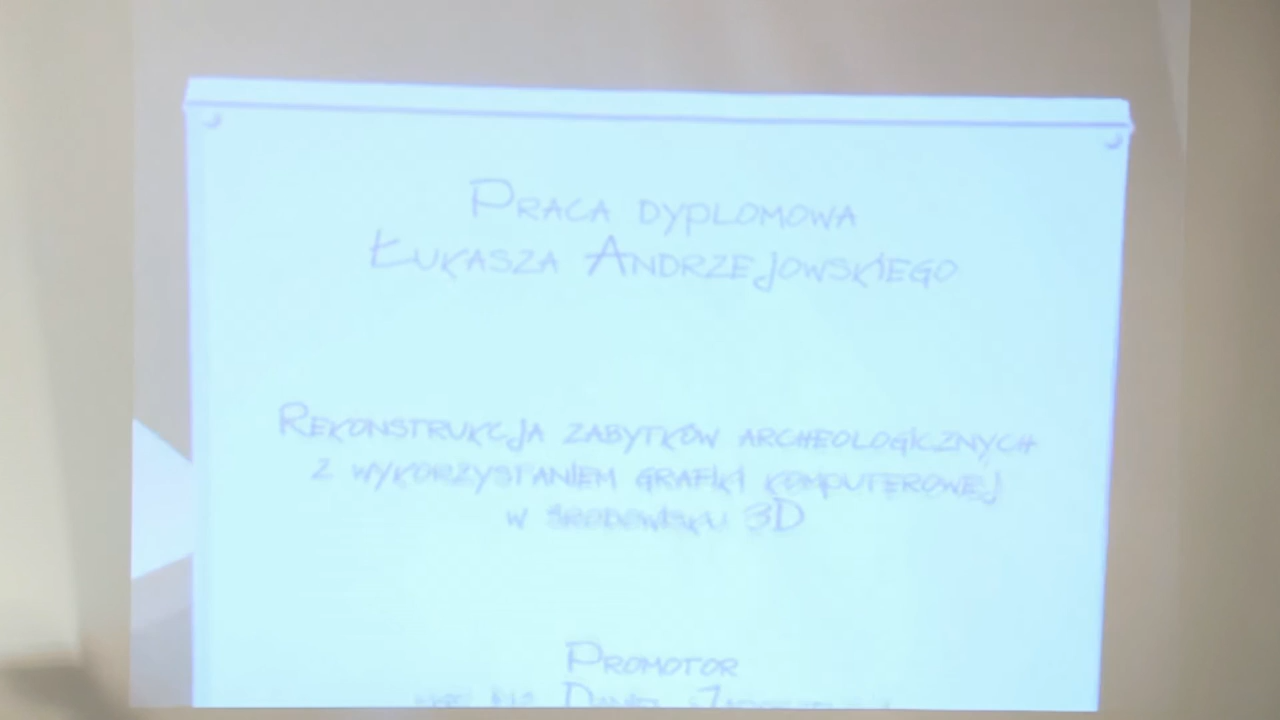 Praca dyplomowa
Łukasza Andrzejowskiego
Rekonstrukcja zabytków archeologicznych
z wykorzystaniem grafiki komputerowej
w środowisku 3D
Promotor